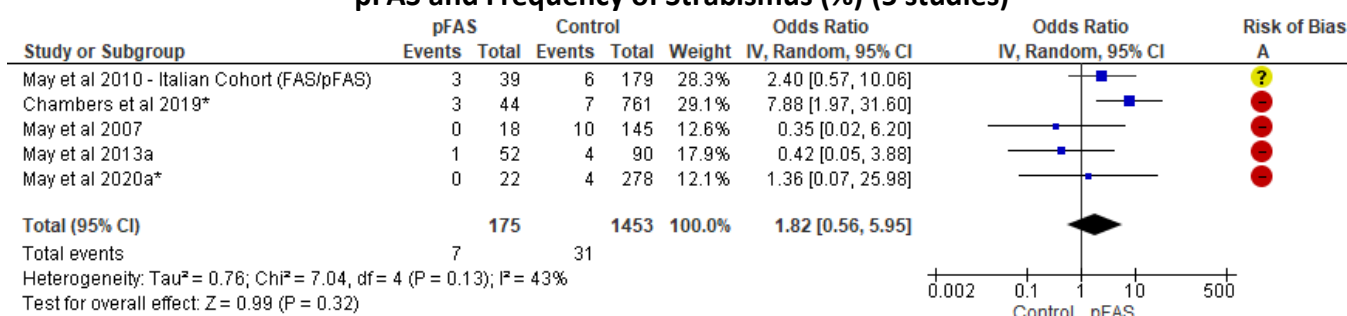 pFAS and Frequency of Strabismus (%) (5 studies)
pFAS Control Odds Ratio Odds Ratio Risk of Bias
Study or Subgroup Events Total Events Total Weight IV, Random, 95% CI IV, Random, 95% CI A
May et al 2010 - Italian Cohort (FAS/pFAS) 3 39 6 179 28.3% 2.40 [0.57, 10.06] ?
Chambers et al 2019* 3 44 7 761 29.1% 7.88 [1.97, 31.60] −
May et al 2007 0 18 10 145 12.6% 0.35 [0.02, 6.20] −
May et al 2013a 1 52 4 90 17.9% 0.42 [0.05, 3.88] −
May et al 2020a* 0 22 4 278 12.1% 1.36 [0.07, 25.98] −
Total (95% CI) 175 1453 100.0% 1.82 [0.56, 5.95]
Total events 7 31
Heterogeneity: Tau² = 0.76; Chi² = 7.04, df = 4 (P = 0.13); I² = 43%
Test for overall effect: Z = 0.99 (P = 0.32)
0.002 0.1 1 10 500
Control pFAS